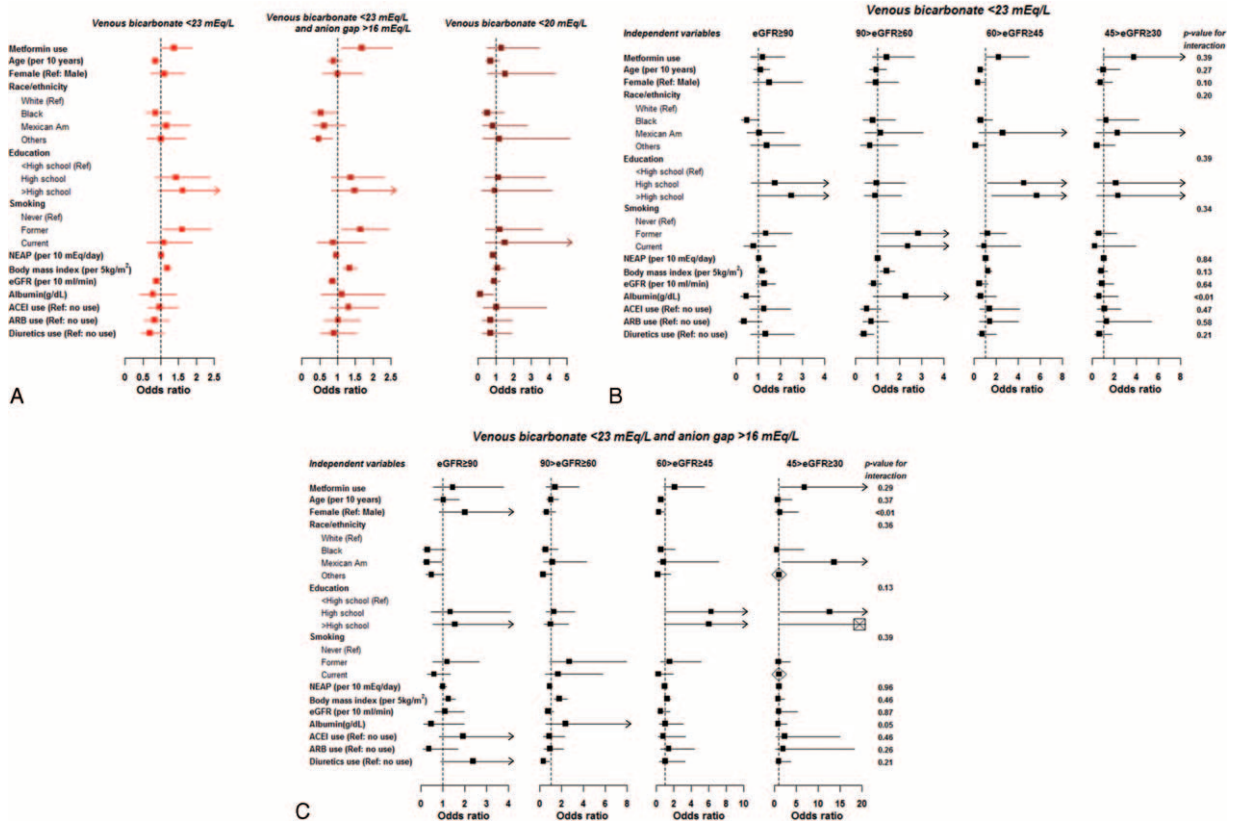 Venous bicarbonate <23 mEq/L
Venous bicarbonate <23 mEq/L
and anion gap >16 mEq/L
Venous bicarbonate <20 mEq/L
Metformin use
Age (per 10 years)
Female (Ref: Male)
Race/ethnicity
White (Ref)
Black
Mexican Am
Others
Education
<High school (Ref)
High school
>High school
Smoking
Never (Ref)
Former
Current
NEAP (per 10 mEq/day)
Body mass index (per 5kg/m²)
eGFR (per 10 ml/min)
Albumin(g/dL)
ACEI use (Ref: no use)
ARB use (Ref: no use)
Diuretics use (Ref: no use)
0.5 1 1.5 2 2.5
0.5 1 1.5 2 2.5
0 1 2 3 4 5
Odds ratio
Odds ratio
Odds ratio
A
Venous bicarbonate <23 mEq/L
Independent variables eGFR≥90 90>eGFR≥60 60>eGFR≥45 45>eGFR≥30 p-value for
interaction
Metformin use 0.39
Age (per 10 years) 0.27
Female (Ref: Male) 0.10
Race/ethnicity 0.20
White (Ref)
Black
Mexican Am
Others
Education 0.39
<High school (Ref)
High school
>High school
Smoking 0.34
Never (Ref)
Former
Current
NEAP (per 10 mEq/day) 0.84
Body mass index (per 5kg/m²) 0.13
eGFR (per 10 ml/min) 0.64
Albumin(g/dL) <0.01
ACEI use (Ref: no use) 0.47
ARB use (Ref: no use) 0.58
Diuretics use (Ref: no use) 0.21
0 1 2 3 4
0 1 2 3 4
0 2 4 6 8
0 2 4 6 8
Odds ratio
Odds ratio
Odds ratio
Odds ratio
B
Venous bicarbonate <23 mEq/L and anion gap >16 mEq/L
Independent variables eGFR≥90 90>eGFR≥60 60>eGFR≥45 45>eGFR≥30 p-value for
interaction
Metformin use 0.29
Age (per 10 years) 0.37
Female (Ref: Male) <0.01
Race/ethnicity 0.36
White (Ref)
Black
Mexican Am
Others
Education 0.13
<High school (Ref)
High school
>High school
Smoking 0.39
Never (Ref)
Former
Current
NEAP (per 10 mEq/day) 0.96
Body mass index (per 5kg/m²) 0.46
eGFR (per 10 ml/min) 0.87
Albumin(g/dL) 0.05
ACEI use (Ref: no use) 0.46
ARB use (Ref: no use) 0.26
Diuretics use (Ref: no use) 0.21
0 1 2 3 4
0 2 4 6 8
0 2 4 6 8 10
0 5 10 15 20
Odds ratio
Odds ratio
Odds ratio
Odds ratio
C